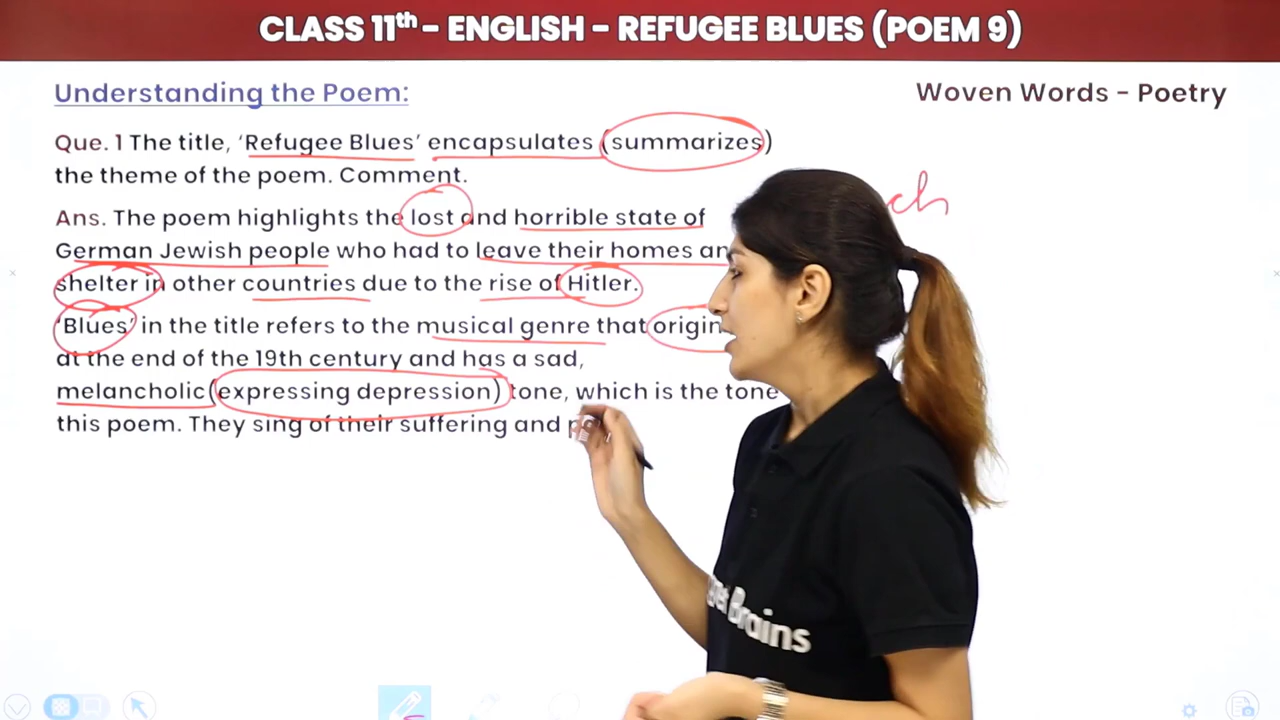 CLASS 11th - ENGLISH - REFUGEE BLUES (POEM 9)
Understanding the Poem:
Woven Words - Poetry
Que. 1 The title, ‘Refugee Blues’ encapsulates (summarizes)
the theme of the poem. Comment.
Ans. The poem highlights the lost and horrible state of
German Jewish people who had to leave their homes
shelter in other countries due to the rise of Hitler.
‘Blues’ in the title refers to the musical genre that
at the end of the 19th century and has a sad,
melancholic(expressing depression) tone, which is the tone
this poem. They sing of their suffering and
Brains